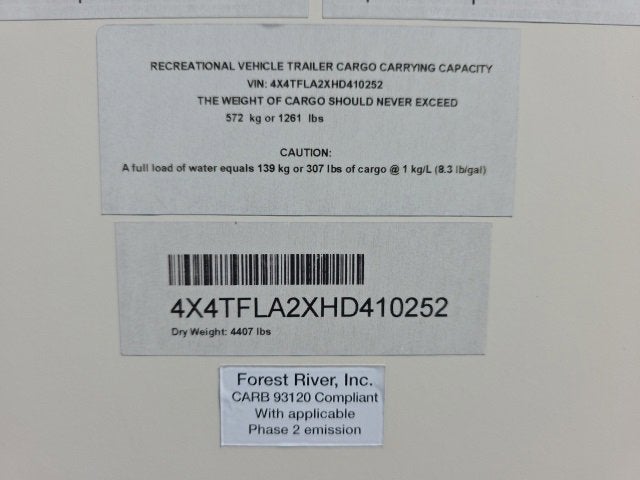 RECREATIONAL VEHICLE TRAILER CARGO CARRYING CAPACITY
VIN: 4X4TFLA2XHD410252
THE WEIGHT OF CARGO SHOULD NEVER EXCEED
572 kg or 1261 lbs
CAUTION:
A full load of water equals 139 kg or 307 lbs of cargo @ 1 kg/L (8.3 lb/gal)
4X4TFLA2XHD410252
Dry Weight: 4407 lbs
Forest River, Inc.
CARB 93120 Compliant
With applicable
Phase 2 emission